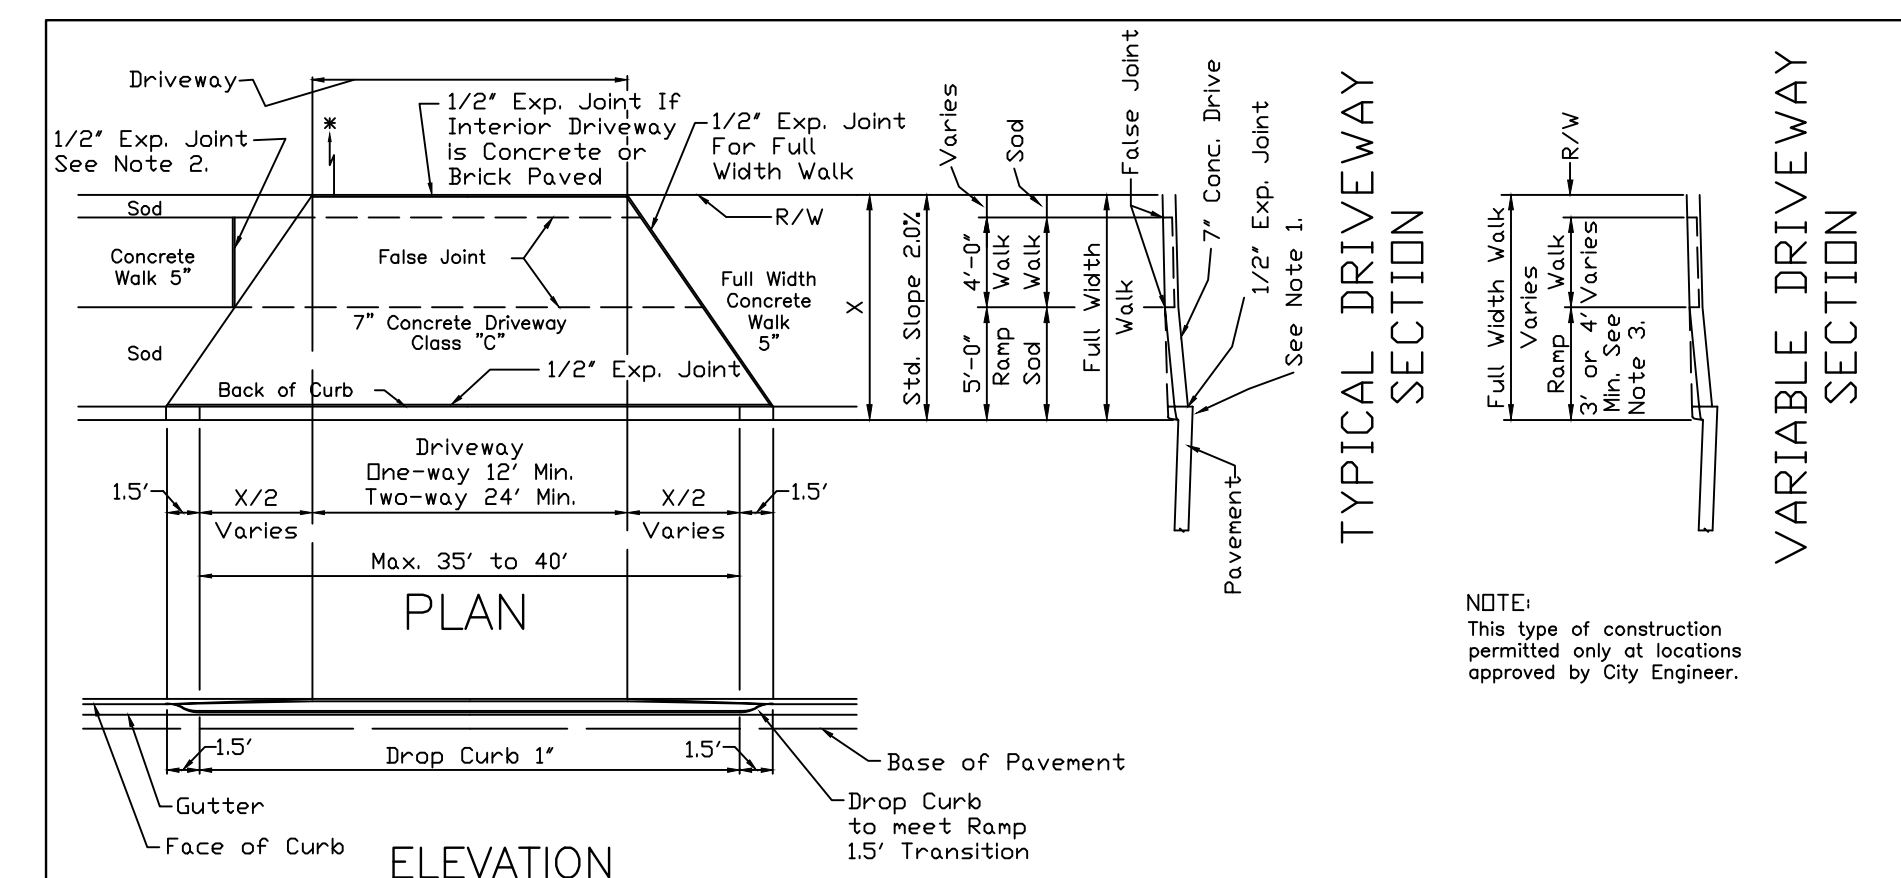 Driveway
1/2" Exp. Joint
See Note 2.
*
1/2" Exp. Joint If
Interior Driveway
is Concrete or
Brick Paved
1/2" Exp. Joint
For Full
Width Walk
R/W
Sod
Concrete
Walk 5"
Sod
False Joint
7" Concrete Driveway
Class "C"
Full Width
Concrete
Walk
5"
Back of Curb
1/2" Exp. Joint
Driveway
One-way 12' Min.
Two-way 24' Min.
1.5'
X/2
Varies
X/2
Varies
1.5'
Max. 35' to 40'
PLAN
1.5'
Drop Curb 1"
1.5'
Gutter
Face of Curb
Base of Pavement
Drop Curb
to meet Ramp
1.5' Transition
ELEVATION
X
Std. Slope 2.0%
Varies
4'-0"
Walk
5'-0"
Ramp
Sod
Walk
Sod
Full Width
Walk
False Joint
7" Conc. Drive
1/2" Exp. Joint
See Note 1.
Pavement
TYPICAL DRIVEWAY
SECTION
R/W
Full Width Walk
Varies
Walk
Varies
Ramp
3' or 4'
Min. See
Note 3.
VARIABLE DRIVEWAY
SECTION
NOTE:
This type of construction
permitted only at locations
approved by City Engineer.